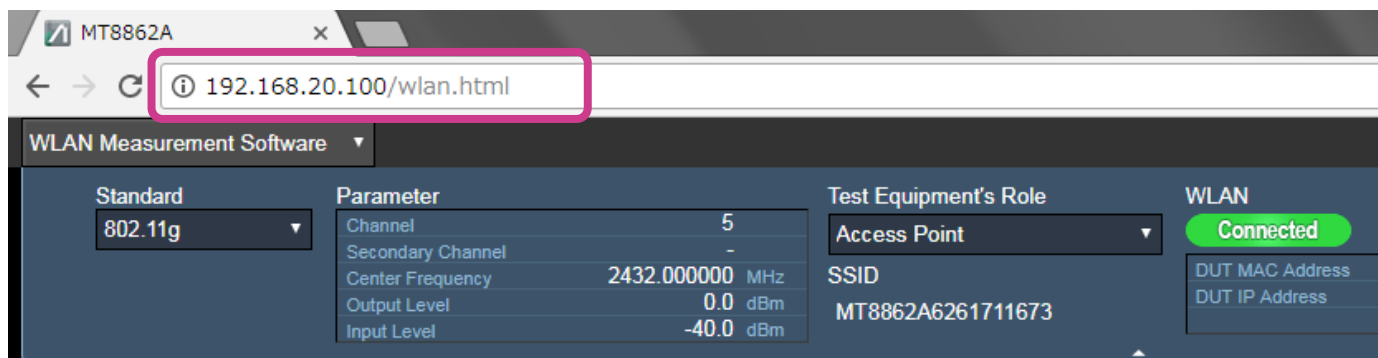 MT8862A
192.168.20.100/wlan.html
WLAN Measurement Software
Standard
802.11g
Parameter
Channel 5
Secondary Channel -
Center Frequency 2432.000000 MHz
Output Level 0.0 dBm
Input Level -40.0 dBm
Test Equipment's Role
Access Point
SSID
MT8862A6261711673
WLAN
Connected
DUT MAC Address
DUT IP Address